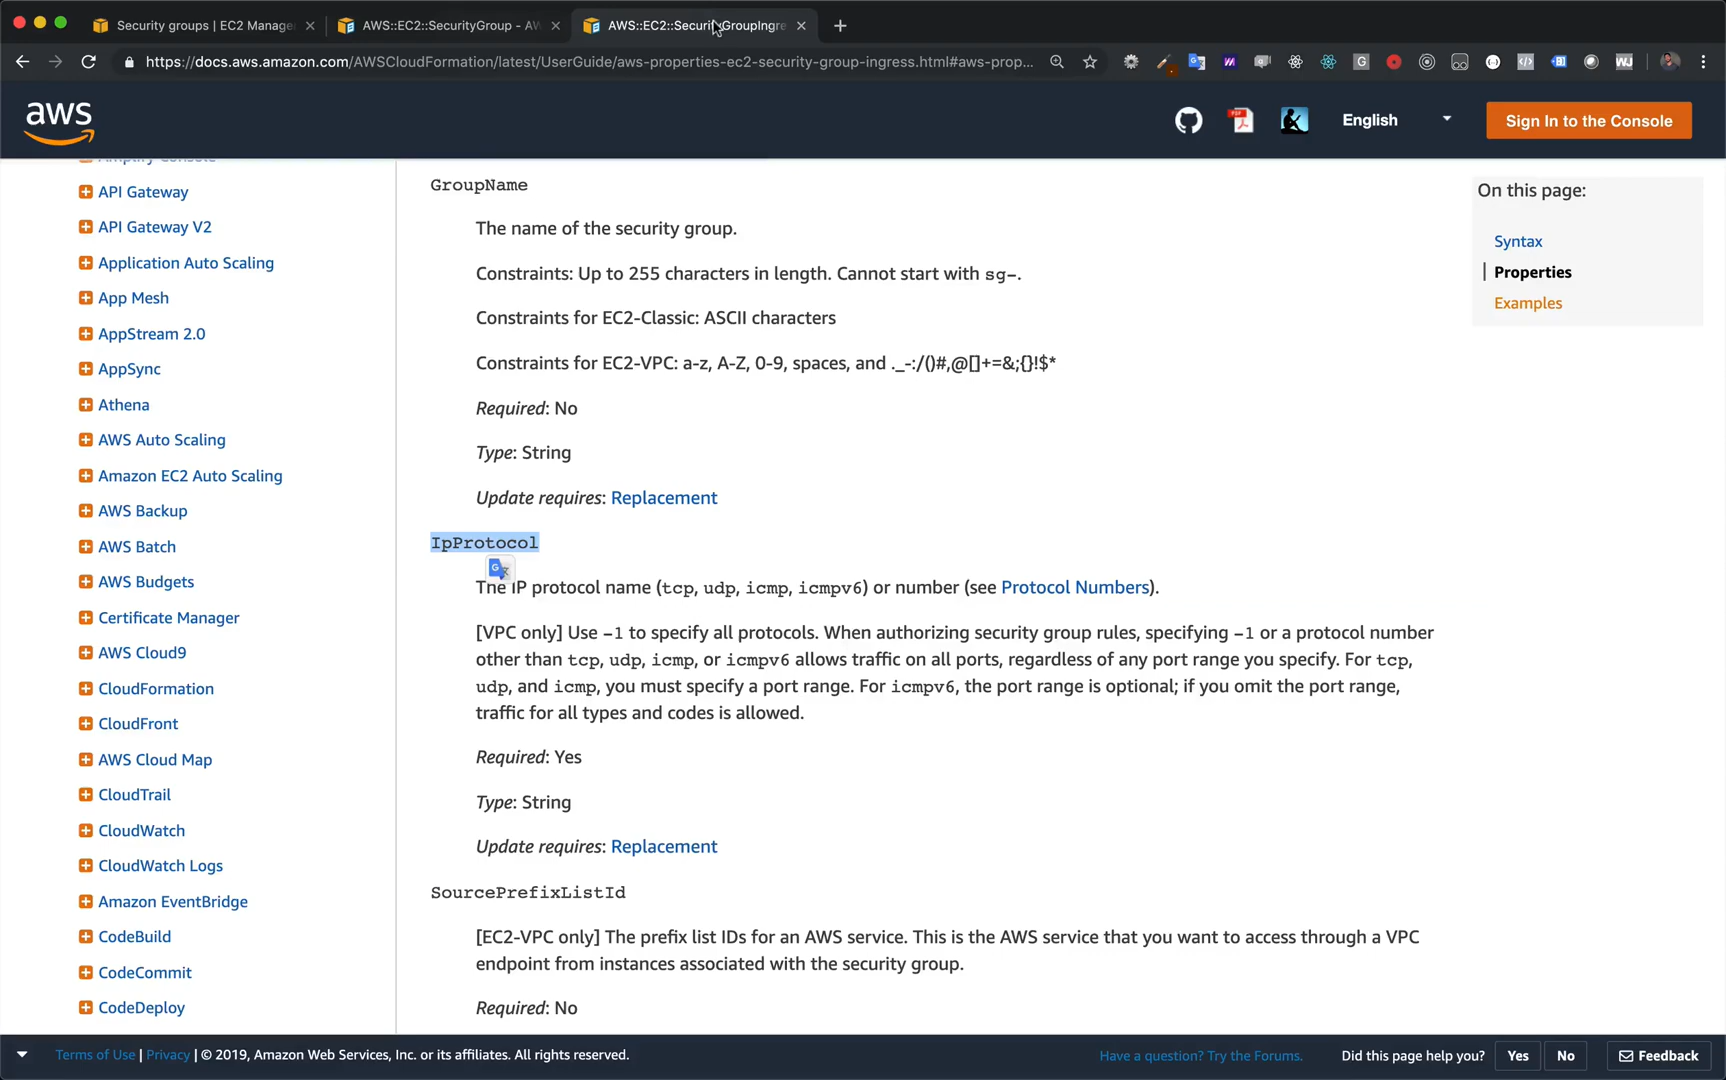 Security groups | EC2 Manage
AWS::EC2::SecurityGroup - AW
AWS::EC2::SecurityGroupIngre
https://docs.aws.amazon.com/AWSCloudFormation/latest/UserGuide/aws-properties-ec2-security-group-ingress.html#aws-prop...
aws
English
Sign In to the Console
Amplify Console
API Gateway
API Gateway V2
Application Auto Scaling
App Mesh
AppStream 2.0
AppSync
Athena
AWS Auto Scaling
Amazon EC2 Auto Scaling
AWS Backup
AWS Batch
AWS Budgets
Certificate Manager
AWS Cloud9
CloudFormation
CloudFront
AWS Cloud Map
CloudTrail
CloudWatch
CloudWatch Logs
Amazon EventBridge
CodeBuild
CodeCommit
CodeDeploy
GroupName
The name of the security group.
Constraints: Up to 255 characters in length. Cannot start with sg-.
Constraints for EC2-Classic: ASCII characters
Constraints for EC2-VPC: a-z, A-Z, 0-9, spaces, and ._-:/()#,@[]+=&;{}!$*
Required: No
Type: String
Update requires: Replacement
IpProtocol
The IP protocol name (tcp, udp, icmp, icmpv6) or number (see Protocol Numbers).
[VPC only] Use -1 to specify all protocols. When authorizing security group rules, specifying -1 or a protocol number
other than tcp, udp, icmp, or icmpv6 allows traffic on all ports, regardless of any port range you specify. For tcp,
udp, and icmp, you must specify a port range. For icmpv6, the port range is optional; if you omit the port range,
traffic for all types and codes is allowed.
Required: Yes
Type: String
Update requires: Replacement
SourcePrefixListId
[EC2-VPC only] The prefix list IDs for an AWS service. This is the AWS service that you want to access through a VPC
endpoint from instances associated with the security group.
Required: No
On this page:
Syntax
Properties
Examples
Terms of Use | Privacy | © 2019, Amazon Web Services, Inc. or its affiliates. All rights reserved.
Have a question? Try the Forums.
Did this page help you?
Yes
No
Feedback